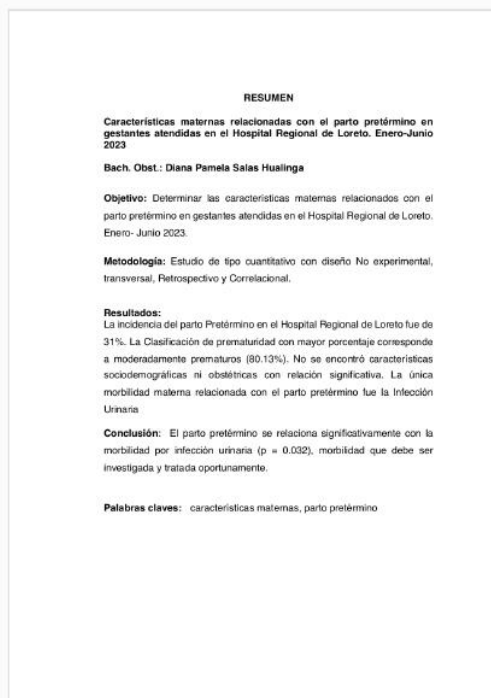 RESUMEN
Características maternas relacionadas con el parto pretérmino en
gestantes atendidas en el Hospital Regional de Loreto. Enero-Junio
2023
Bach. Obst.: Diana Pamela Salas Hualinga
Objetivo: Determinar las características maternas relacionados con el
parto pretérmino en gestantes atendidas en el Hospital Regional de Loreto.
Enero- Junio 2023.
Metodología: Estudio de tipo cuantitativo con diseño No experimental,
transversal, Retrospectivo y Correlacional.
Resultados:
La incidencia del parto Pretérmino en el Hospital Regional de Loreto fue de
31%. La Clasificación de prematuridad con mayor porcentaje corresponde
a moderadamente prematuros (80.13%). No se encontró características
sociodemográficas ni obstétricas con relación significativa. La única
morbilidad materna relacionada con el parto pretérmino fue la Infección
Urinaria
Conclusión: El parto pretérmino se relaciona significativamente con la
morbilidad por infección urinaria (p = 0.032), morbilidad que debe ser
investigada y tratada oportunamente.
Palabras claves: características maternas, parto pretérmino